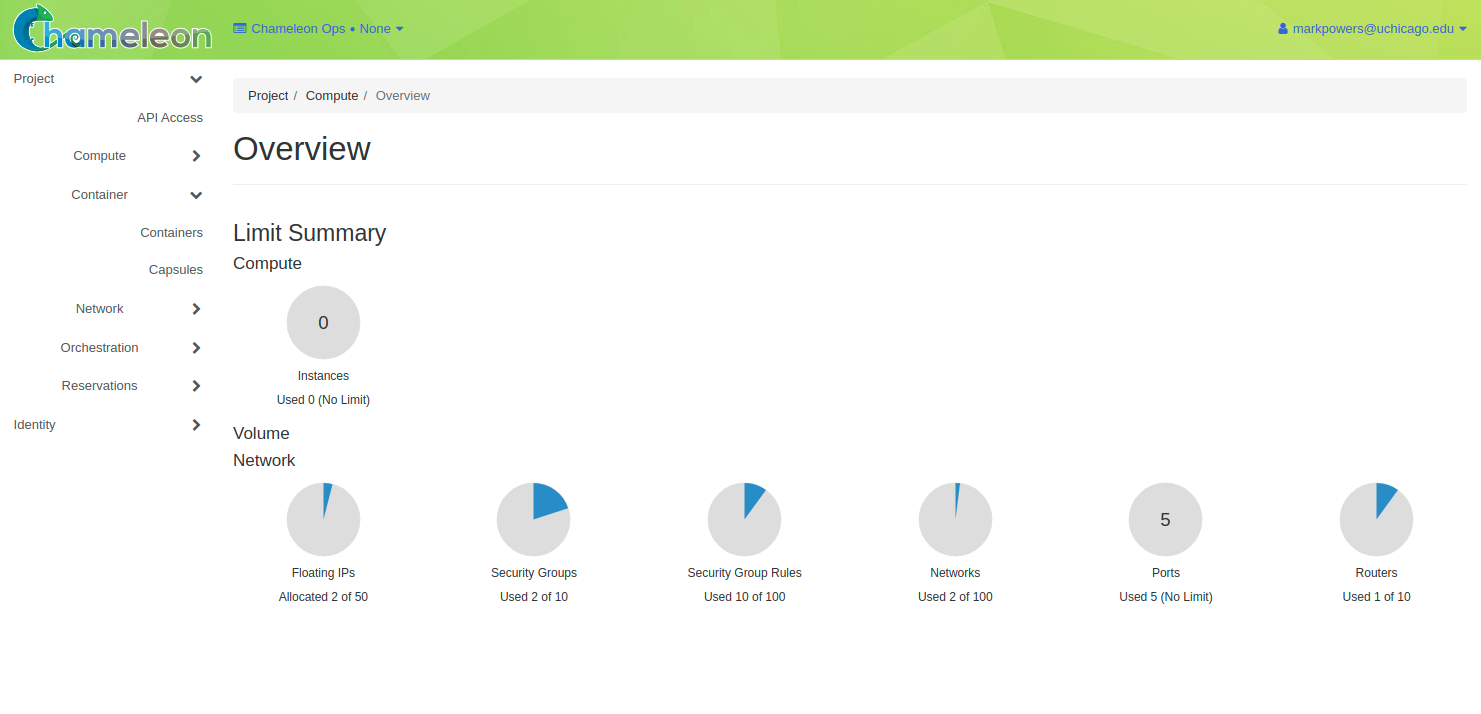 Chameleon
Chameleon Ops • None
markpowers@uchicago.edu
Project
API Access
Compute
Container
Containers
Capsules
Network
Orchestration
Reservations
Identity
Project / Compute / Overview
Overview
Limit Summary
Compute
0
Instances
Used 0 (No Limit)
Volume
Network
Floating IPs
Allocated 2 of 50
Security Groups
Used 2 of 10
Security Group Rules
Used 10 of 100
Networks
Used 2 of 100
5
Ports
Used 5 (No Limit)
Routers
Used 1 of 10